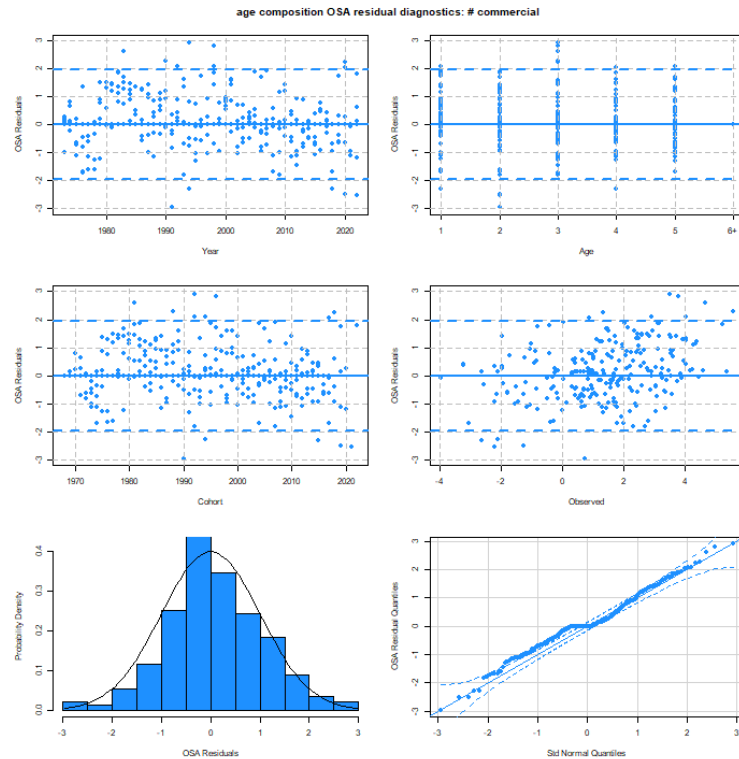 age composition OSA residual diagnostics: # commercial
OSA Residuals
3
2
1
0
-1
-2
-3
1980 1990 2000 2010 2020
Year
OSA Residuals
3
2
1
0
-1
-2
-3
1 2 3 4 5 6+
Age
OSA Residuals
3
2
1
0
-1
-2
-3
1970 1980 1990 2000 2010 2020
Cohort
OSA Residuals
3
2
1
0
-1
-2
-3
-4 -2 0 2 4
Observed
Probability Density
0.4
0.3
0.2
0.1
0.0
-3 -2 -1 0 1 2 3
OSA Residuals
OSA Residual Quantiles
3
2
1
0
-1
-2
-3
-3 -2 -1 0 1 2 3
Std Normal Quantiles